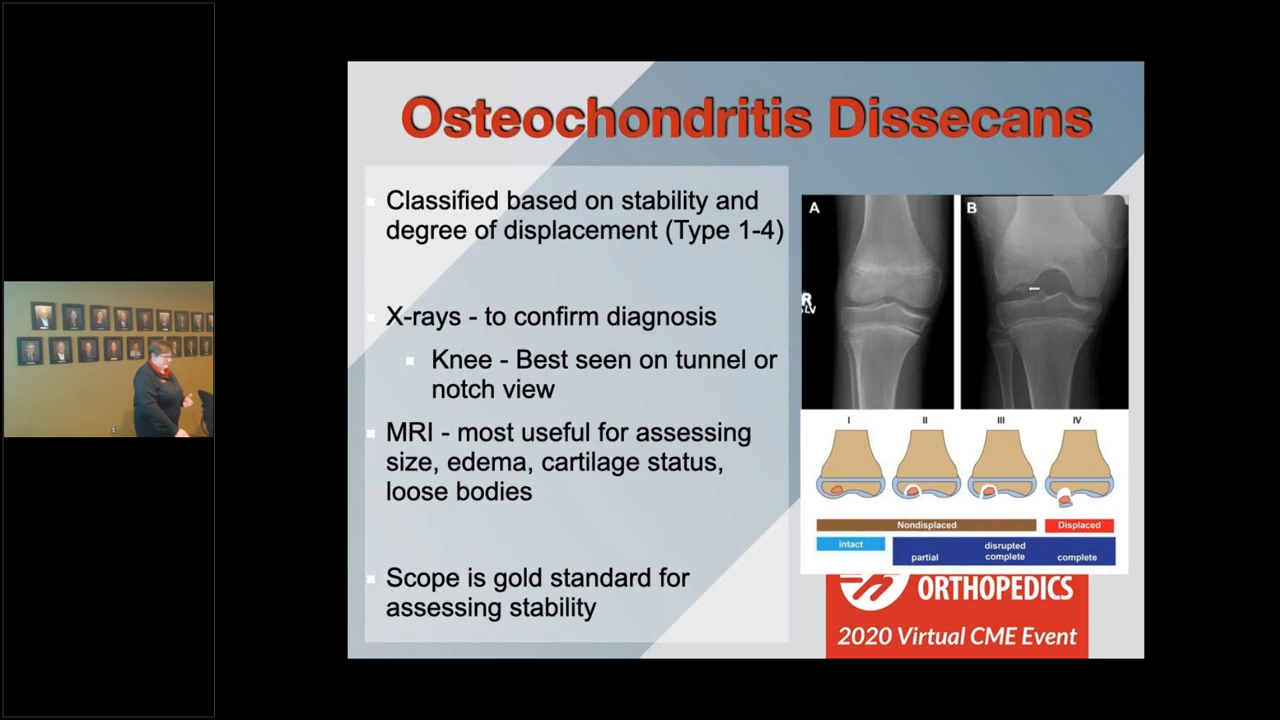 Osteochondritis Dissecans
Classified based on stability and
degree of displacement (Type 1-4)
X-rays - to confirm diagnosis
Knee - Best seen on tunnel or
notch view
MRI - most useful for assessing
size, edema, cartilage status,
loose bodies
Scope is gold standard for
assessing stability
A
B
R
LV
I II III IV
Nondisplaced Displaced
intact
disrupted
partial complete complete
ORTHOPEDICS
2020 Virtual CME Event